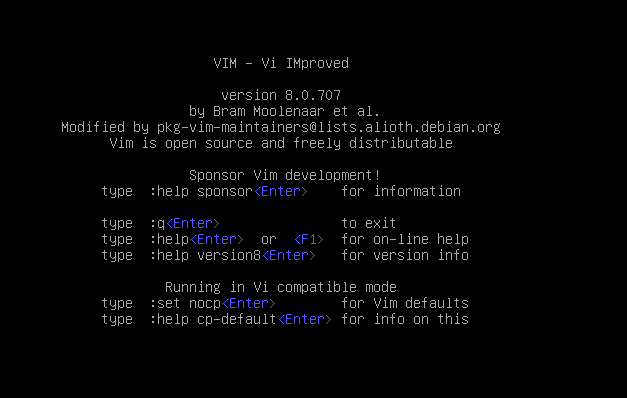 VIM - Vi IMproved
version 8.0.707
by Bram Moolenaar et al.
Modified by pkg-vim-maintainers@lists.alioth.debian.org
Vim is open source and freely distributable
Sponsor Vim development!
type :help sponsor<Enter> for information
type :q<Enter> to exit
type :help<Enter> or <F1> for on-line help
type :help version8<Enter> for version info
Running in Vi compatible mode
type :set nocp<Enter> for Vim defaults
type :help cp-default<Enter> for info on this